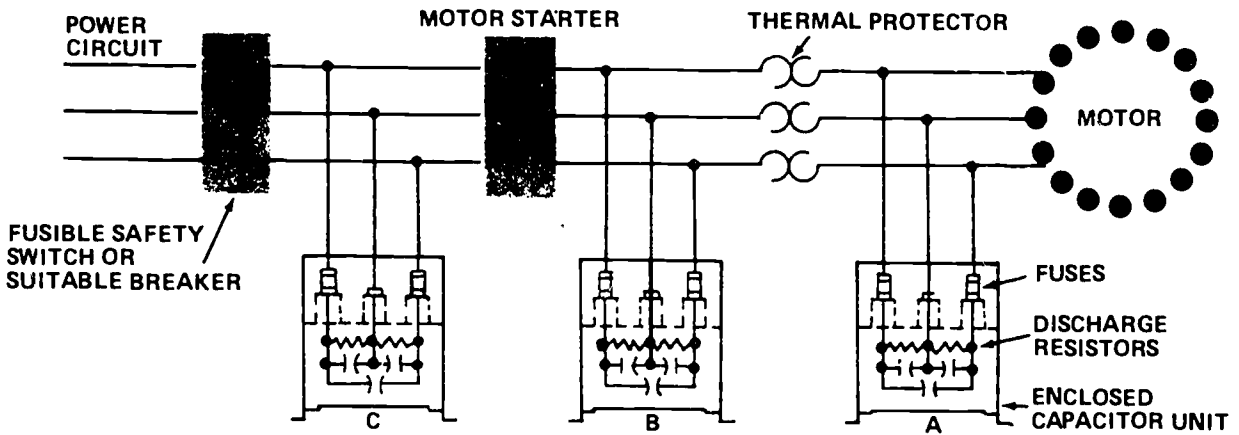 POWER
CIRCUIT
MOTOR STARTER
THERMAL PROTECTOR
MOTOR
FUSIBLE SAFETY
SWITCH OR
SUITABLE BREAKER
FUSES
DISCHARGE
RESISTORS
ENCLOSED
CAPACITOR UNIT
C
B
A